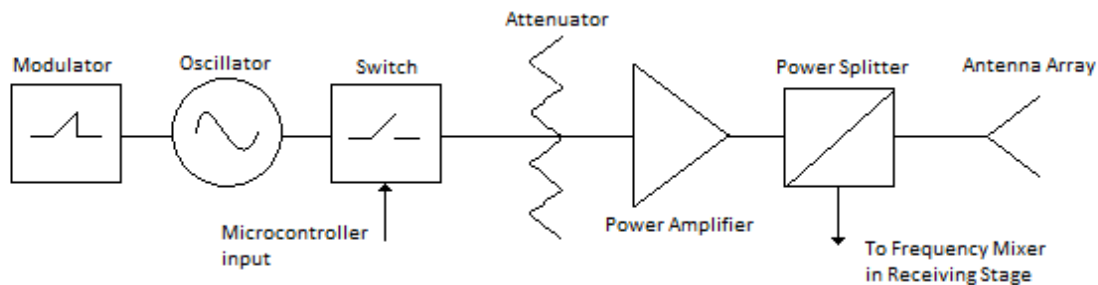 Attenuator
Modulator
Oscillator
Switch
Power Splitter
Antenna Array
Microcontroller
input
Power Amplifier
To Frequency Mixer
in Receiving Stage